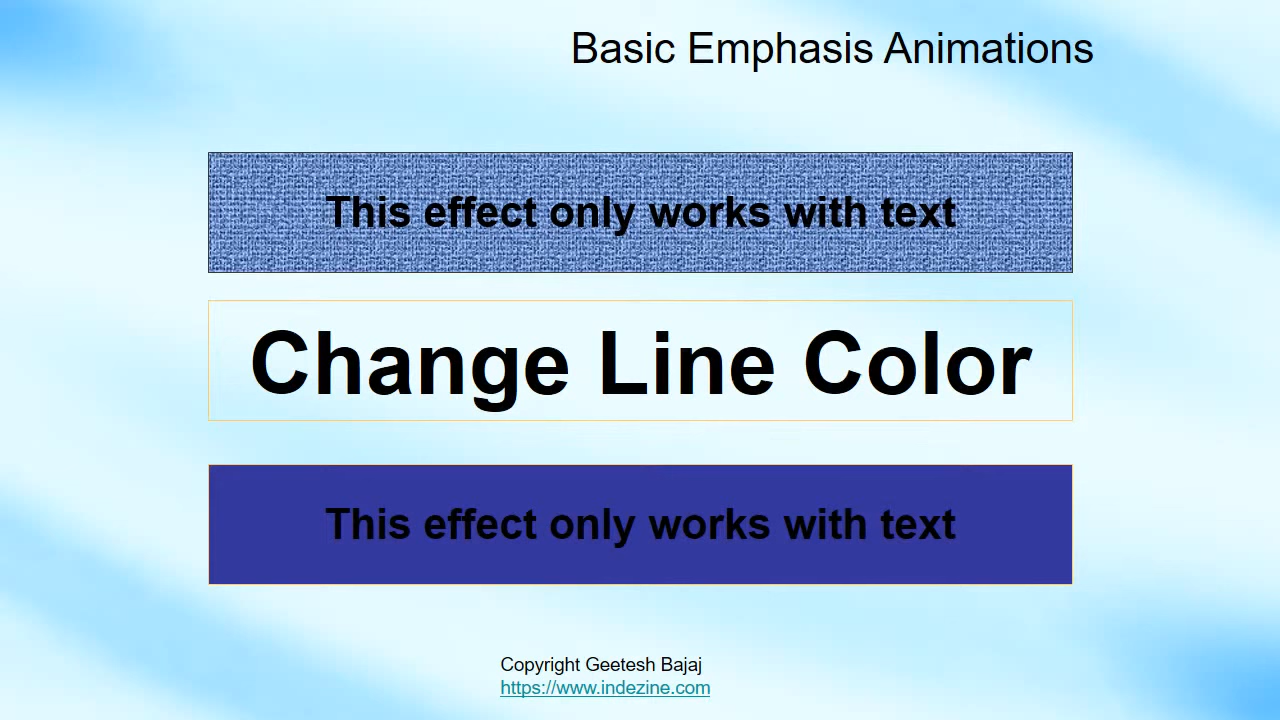 Basic Emphasis Animations
This effect only works with text
Change Line Color
This effect only works with text
Copyright Geetesh Bajaj
https://www.indezine.com